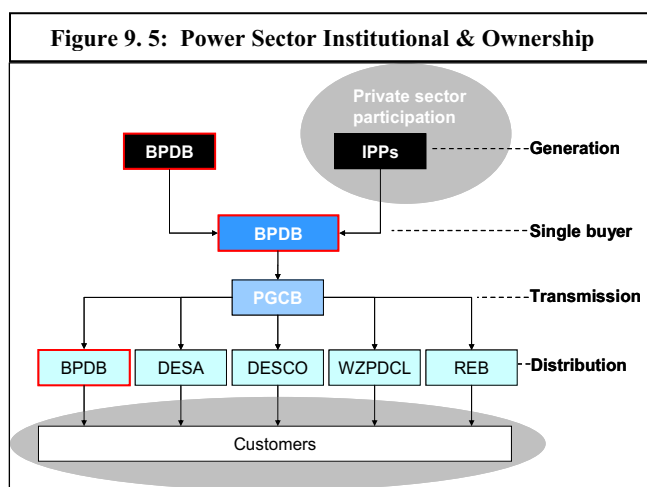 Figure 9. 5:  Power Sector Institutional & Ownership
Private sector
participation
BPDB
IPPs
Generation
BPDB
Single buyer
PGCB
Transmission
BPDB
DESA
DESCO
WZPDCL
REB
Distribution
Customers